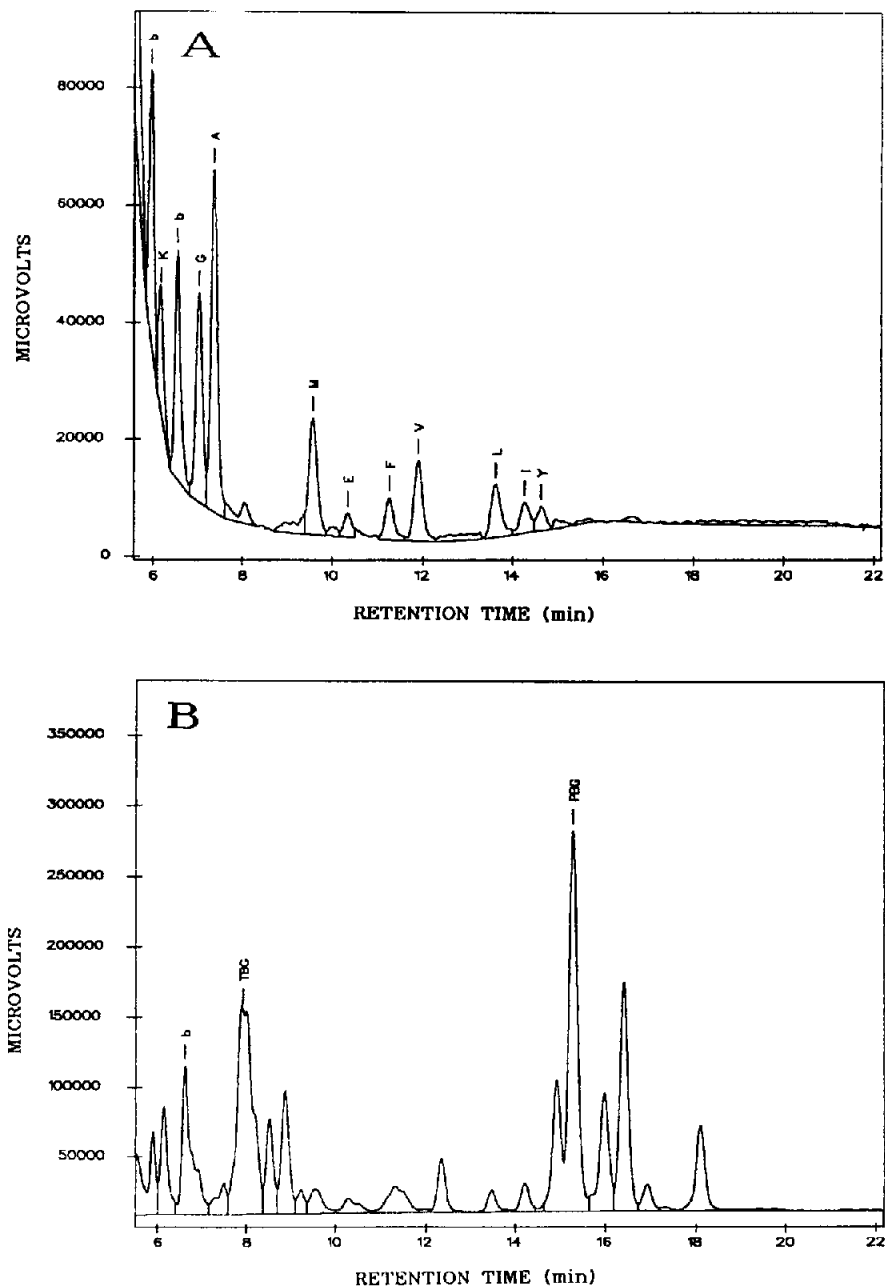 A
b
K
b
G
A
M
E
F
V
L
I
Y
80000
60000
40000
20000
0
MICROVOLTS
6 8 10 12 14 16 18 20 22
RETENTION TIME (min)
B
350000
300000
250000
200000
150000
100000
50000
MICROVOLTS
b
TBG
PBG
6 8 10 12 14 16 18 20 22
RETENTION TIME (min)